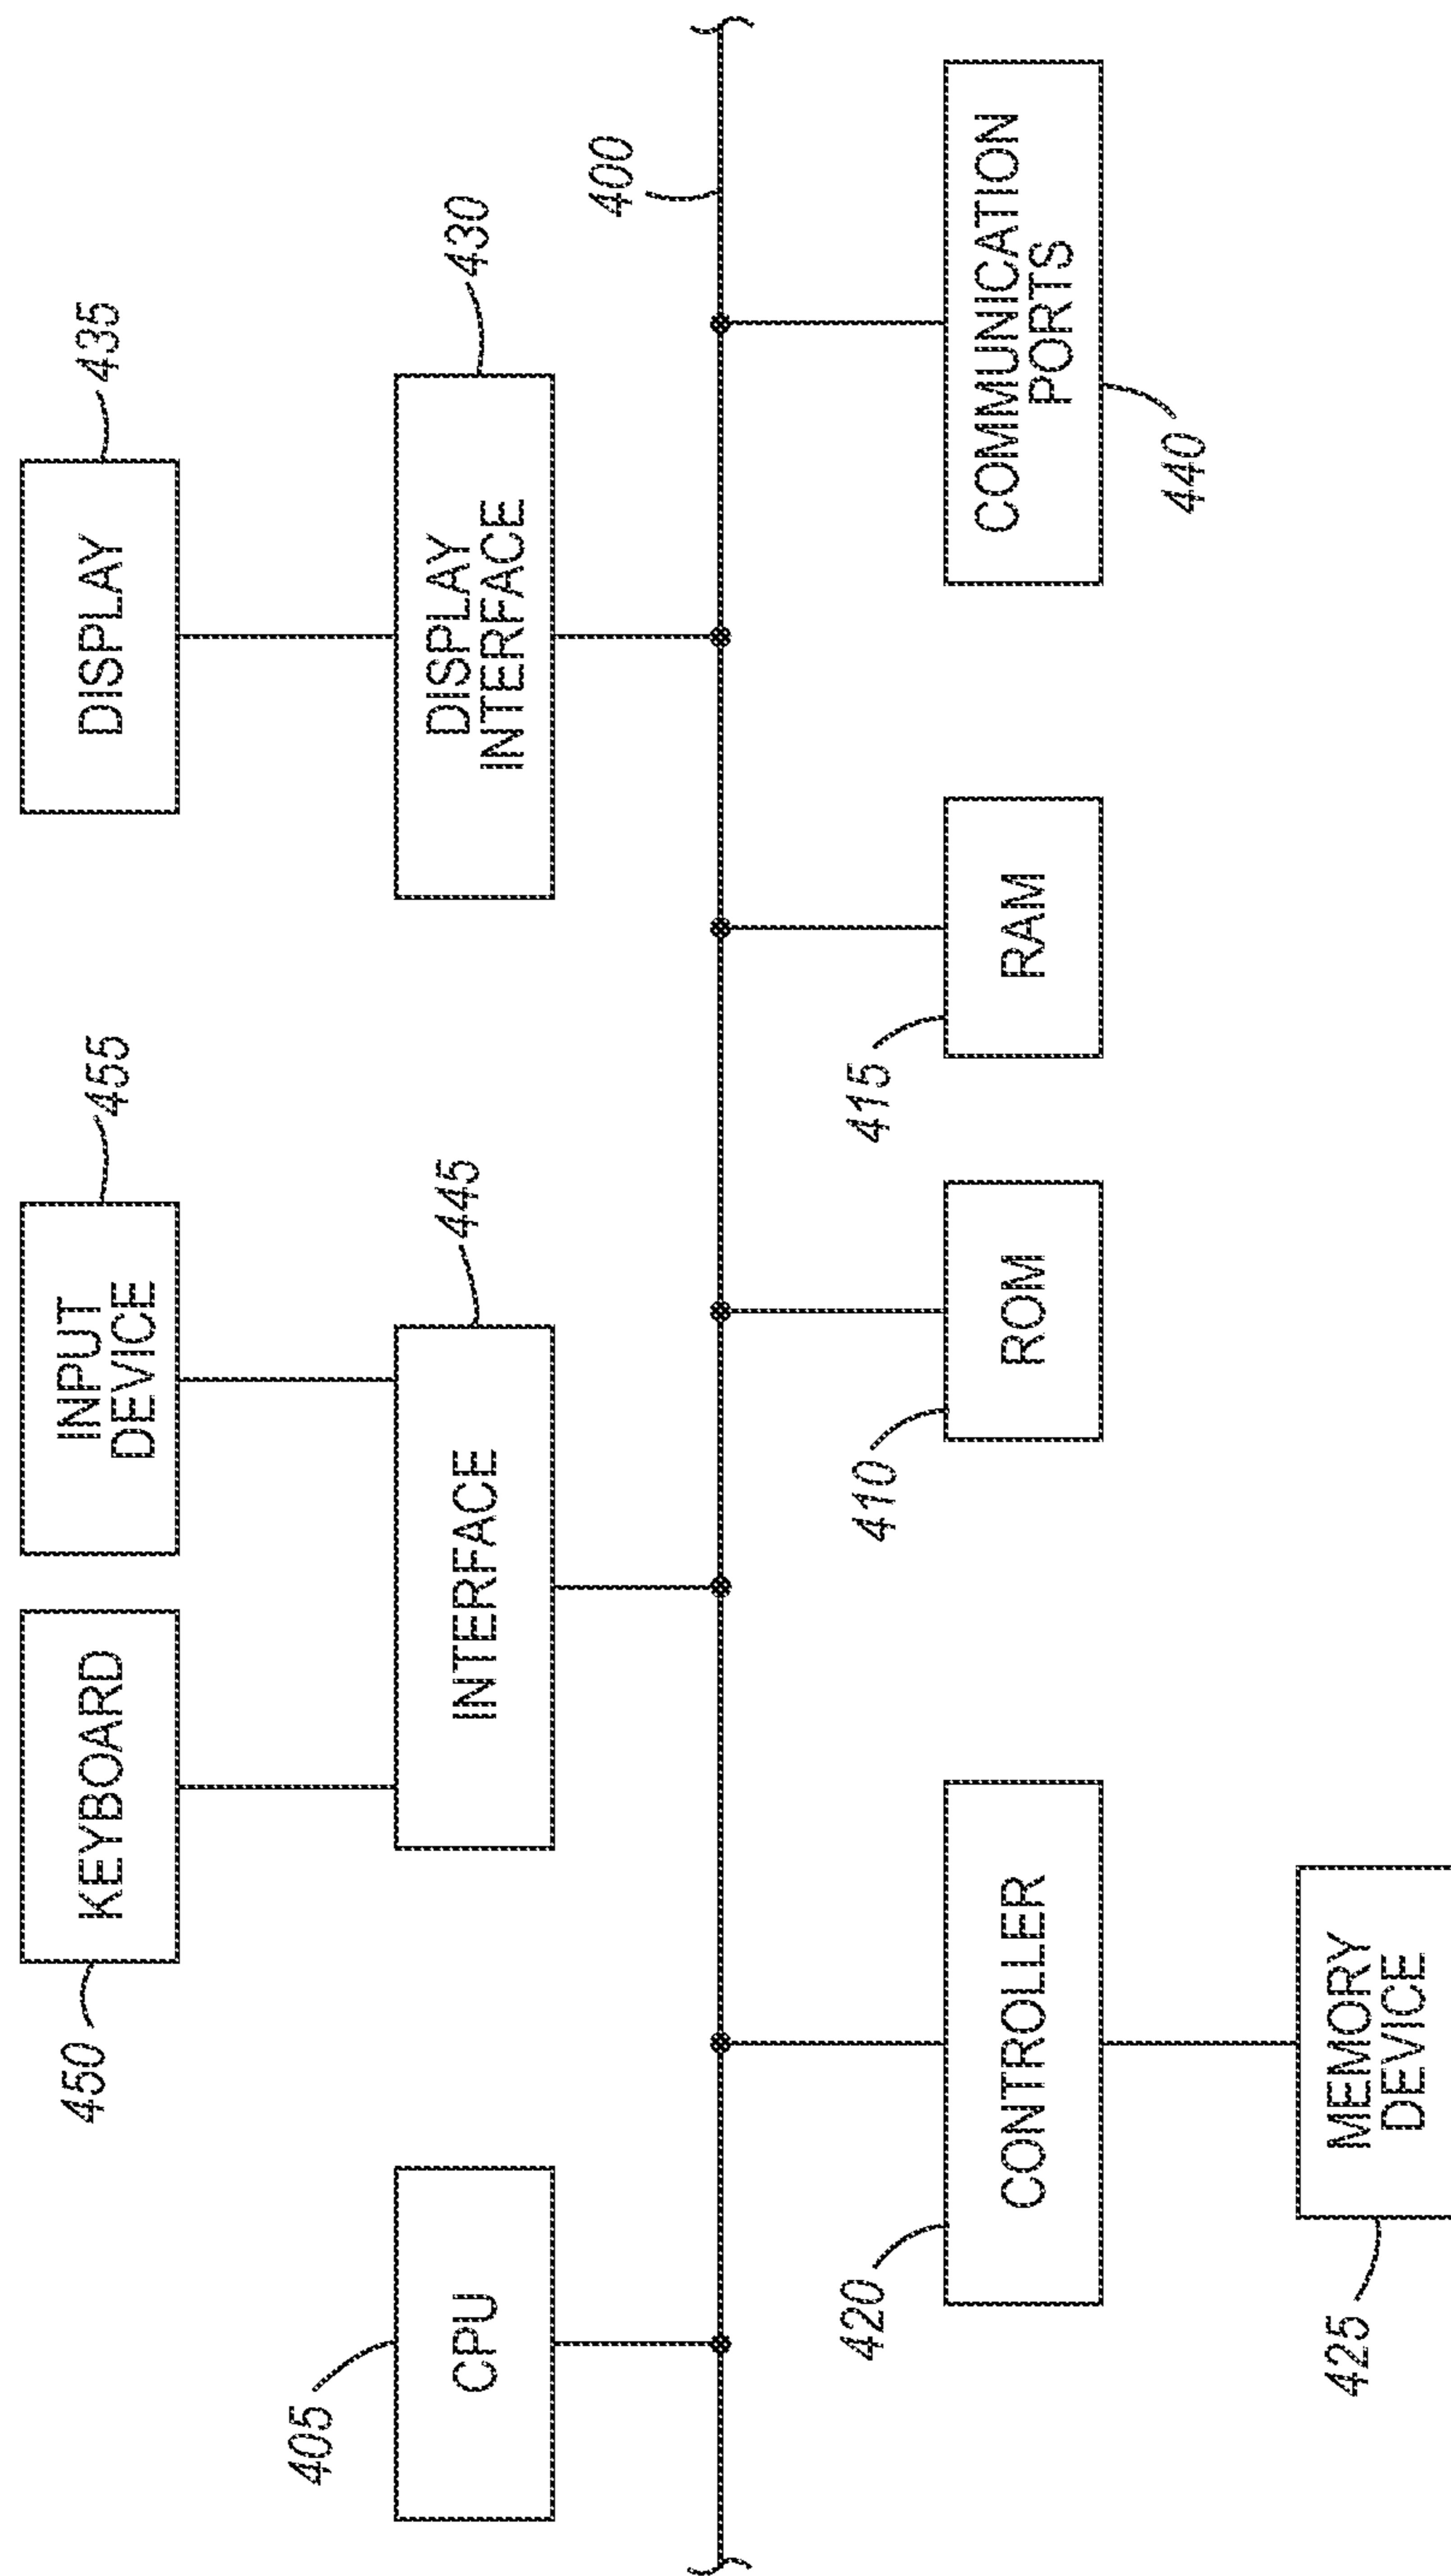 450
KEYBOARD
INPUT
DEVICE
455
DISPLAY
435
405
CPU
INTERFACE
445
DISPLAY
INTERFACE
430
400
420
CONTROLLER
410
ROM
415
RAM
COMMUNICATION
PORTS
440
425
MEMORY
DEVICE